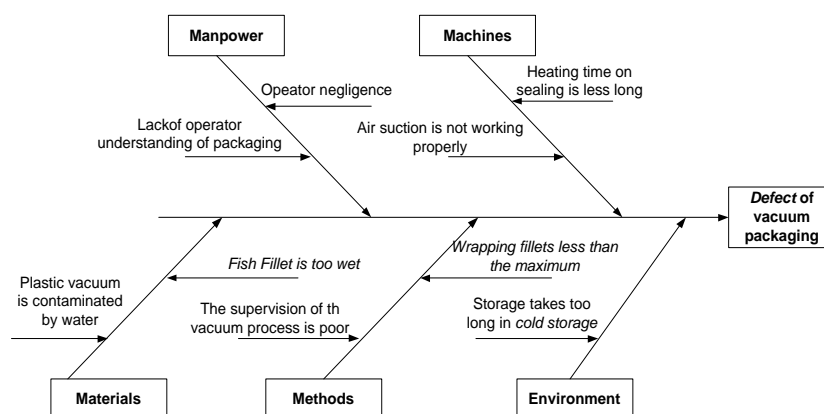 Manpower
Machines
Opeator negligence
Heating time on
sealing is less long
Lackof operator
understanding of packaging
Air suction is not working
properly
Defect of
vacuum
packaging
Fish Fillet is too wet
Wrapping fillets less than
the maximum
Plastic vacuum
is contaminated
by water
The supervision of th
vacuum process is poor
Storage takes too
long in cold storage
Materials
Methods
Environment